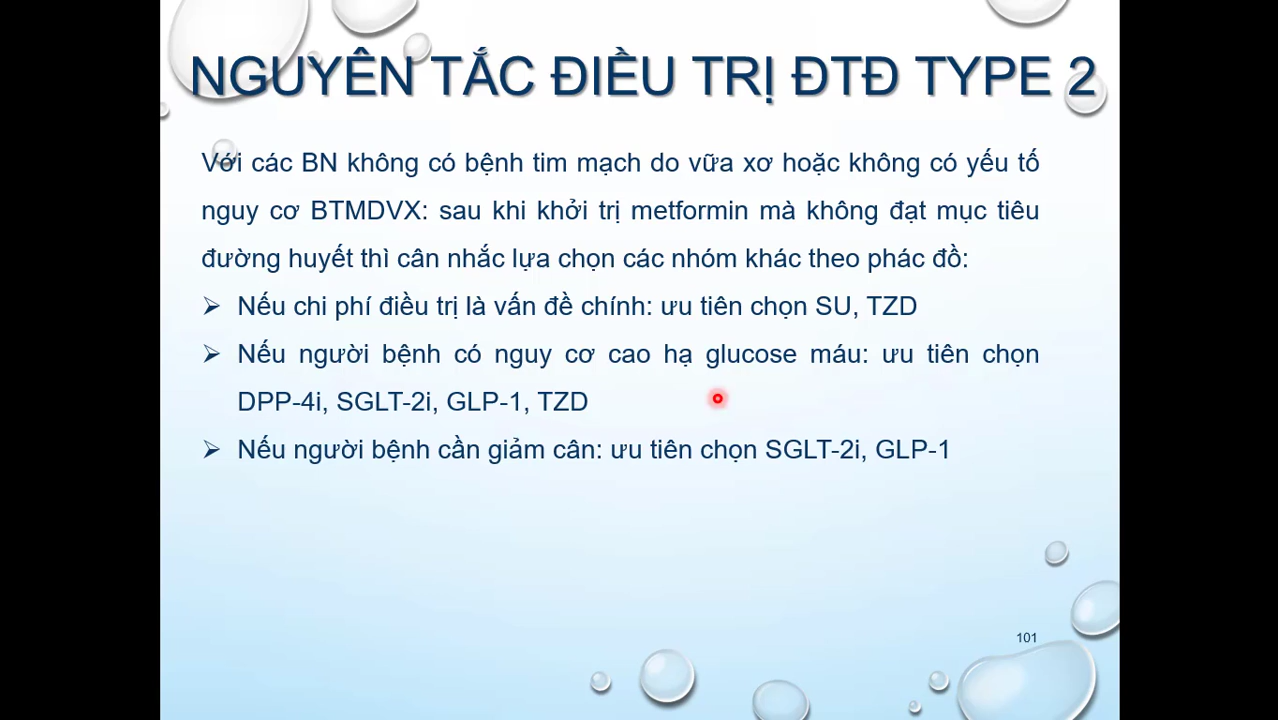 NGUYÊN TẮC ĐIỀU TRỊ ĐTĐ TYPE 2
Với các BN không có bệnh tim mạch do vữa xơ hoặc không có yếu tố
nguy cơ BTMDVX: sau khi khởi trị metformin mà không đạt mục tiêu
đường huyết thì cân nhắc lựa chọn các nhóm khác theo phác đồ:
➢ Nếu chi phí điều trị là vấn đề chính: ưu tiên chọn SU, TZD
➢ Nếu người bệnh có nguy cơ cao hạ glucose máu: ưu tiên chọn
DPP-4i, SGLT-2i, GLP-1, TZD
➢ Nếu người bệnh cần giảm cân: ưu tiên chọn SGLT-2i, GLP-1
101